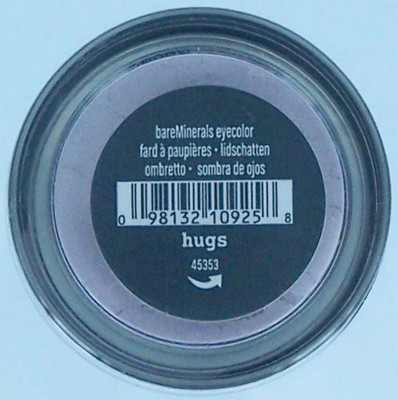 bareMinerals eyecolor
fard à paupières • lidschatten
ombretto • sombra de ojos
0 98132 10925 8
hugs
45353